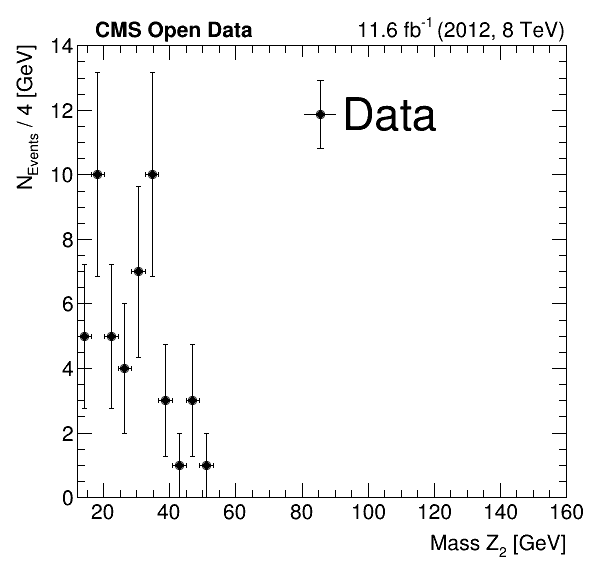 CMS Open Data 11.6 fb⁻¹ (2012, 8 TeV)
N_Events / 4 [GeV]
14
12
10
8
6
4
2
0
Data
20 40 60 80 100 120 140 160
Mass Z₂ [GeV]